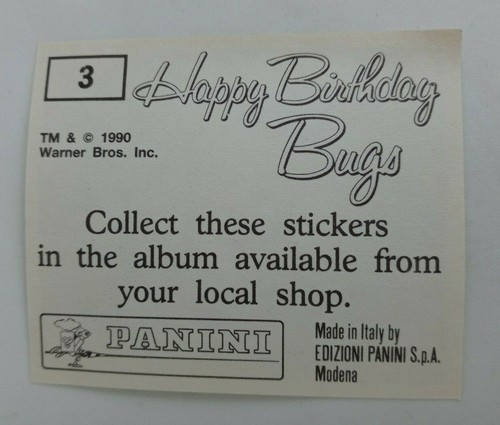 3
Happy Birthday
Bugs
TM & © 1990
Warner Bros. Inc.
Collect these stickers
in the album available from
your local shop.
PANINI
Made in Italy by
EDIZIONI PANINI S.p.A.
Modena